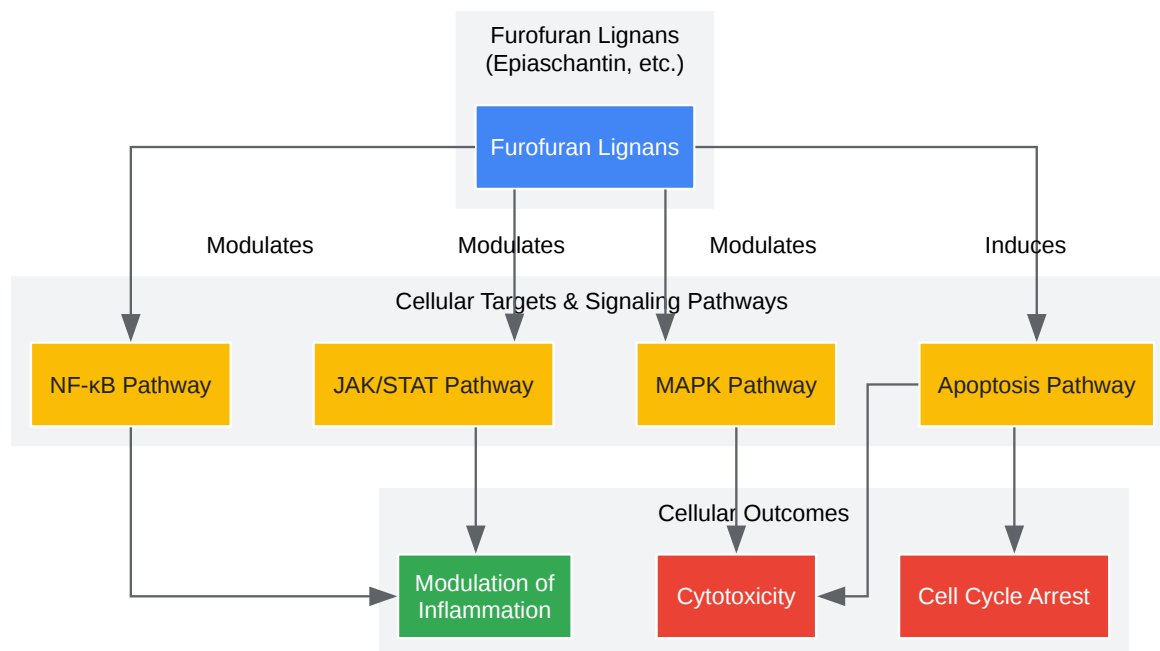 Furofuran Lignans
(Epiaschantin, etc.)
Furofuran Lignans
Modulates
Modulates
Modulates
Induces
Cellular Targets & Signaling Pathways
NF-κB Pathway
JAK/STAT Pathway
MAPK Pathway
Apoptosis Pathway
Cellular Outcomes
Modulation of
Inflammation
Cytotoxicity
Cell Cycle Arrest